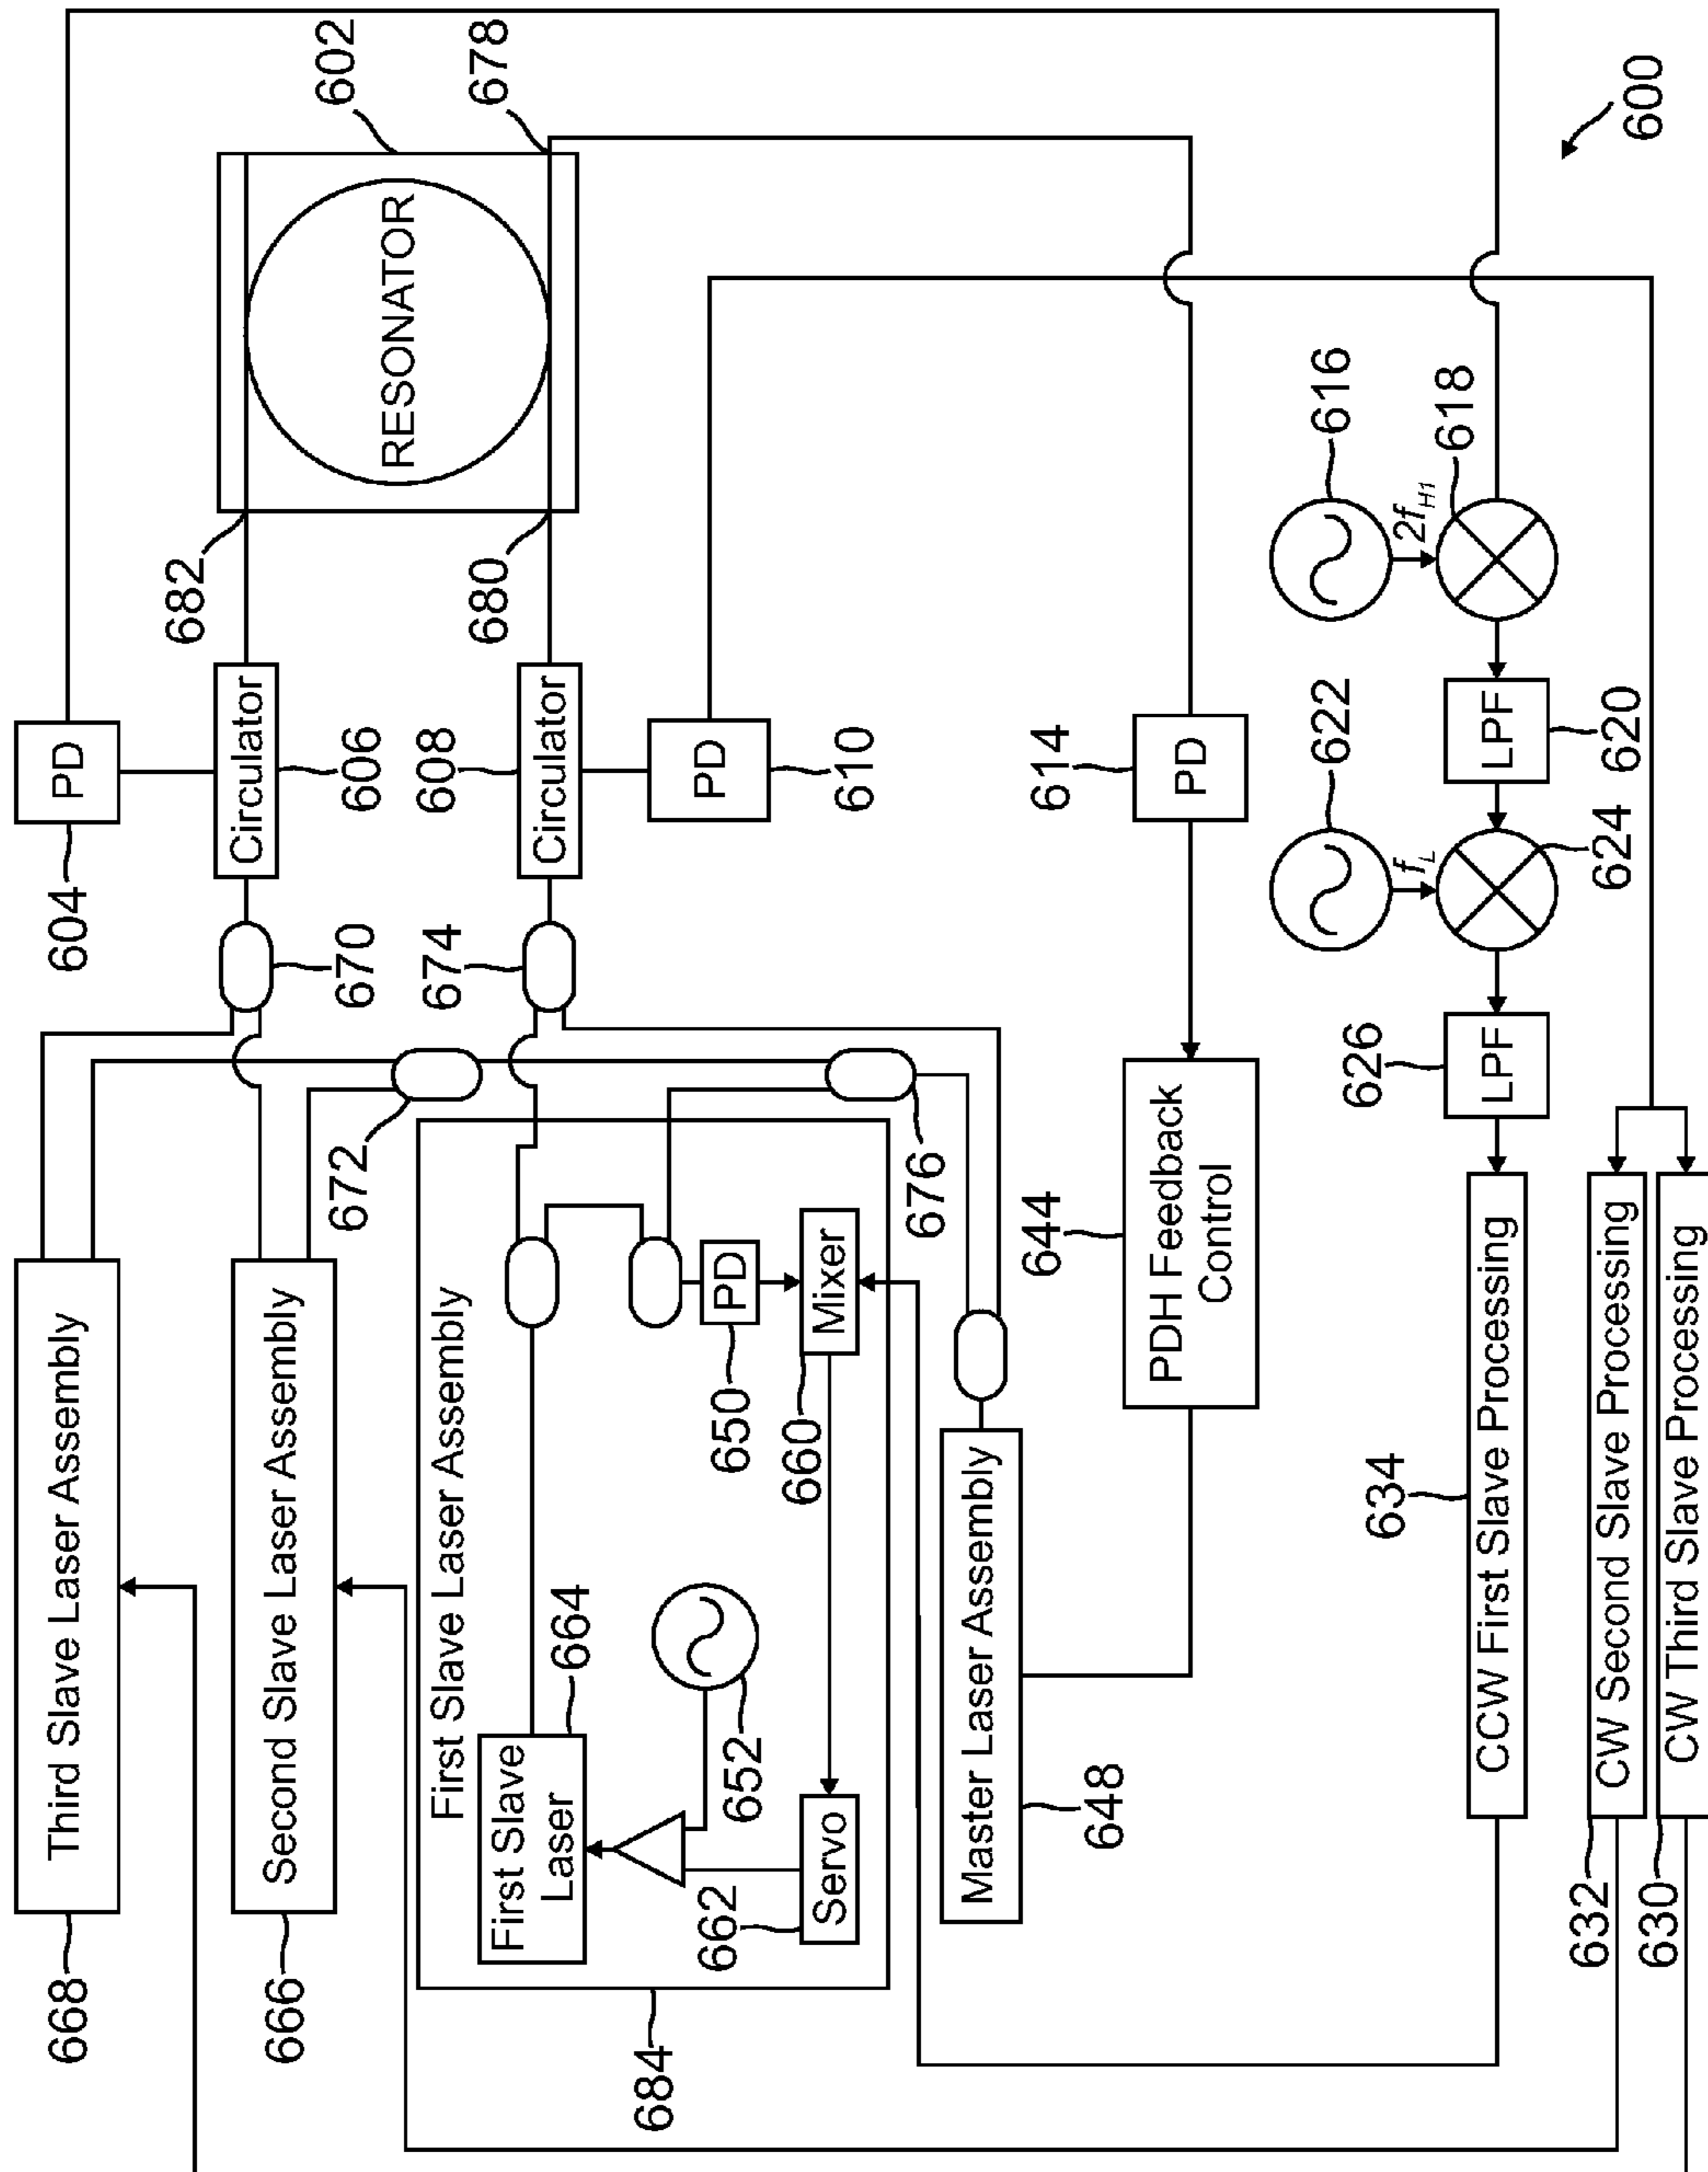 668
Third Slave Laser Assembly
666
Second Slave Laser Assembly
684
First Slave Laser Assembly
First Slave
Laser
664
662
Servo
652
650
PD
660
Mixer
672
676
670
674
604
PD
Circulator
606
608
Circulator
PD
610
682
680
RESONATOR
602
678
648
Master Laser Assembly
644
PDH Feedback
Control
614
PD
616
2fH1
618
LPF
620
622
fL
624
626
LPF
634
CCW First Slave Processing
632
CW Second Slave Processing
630
CW Third Slave Processing
600